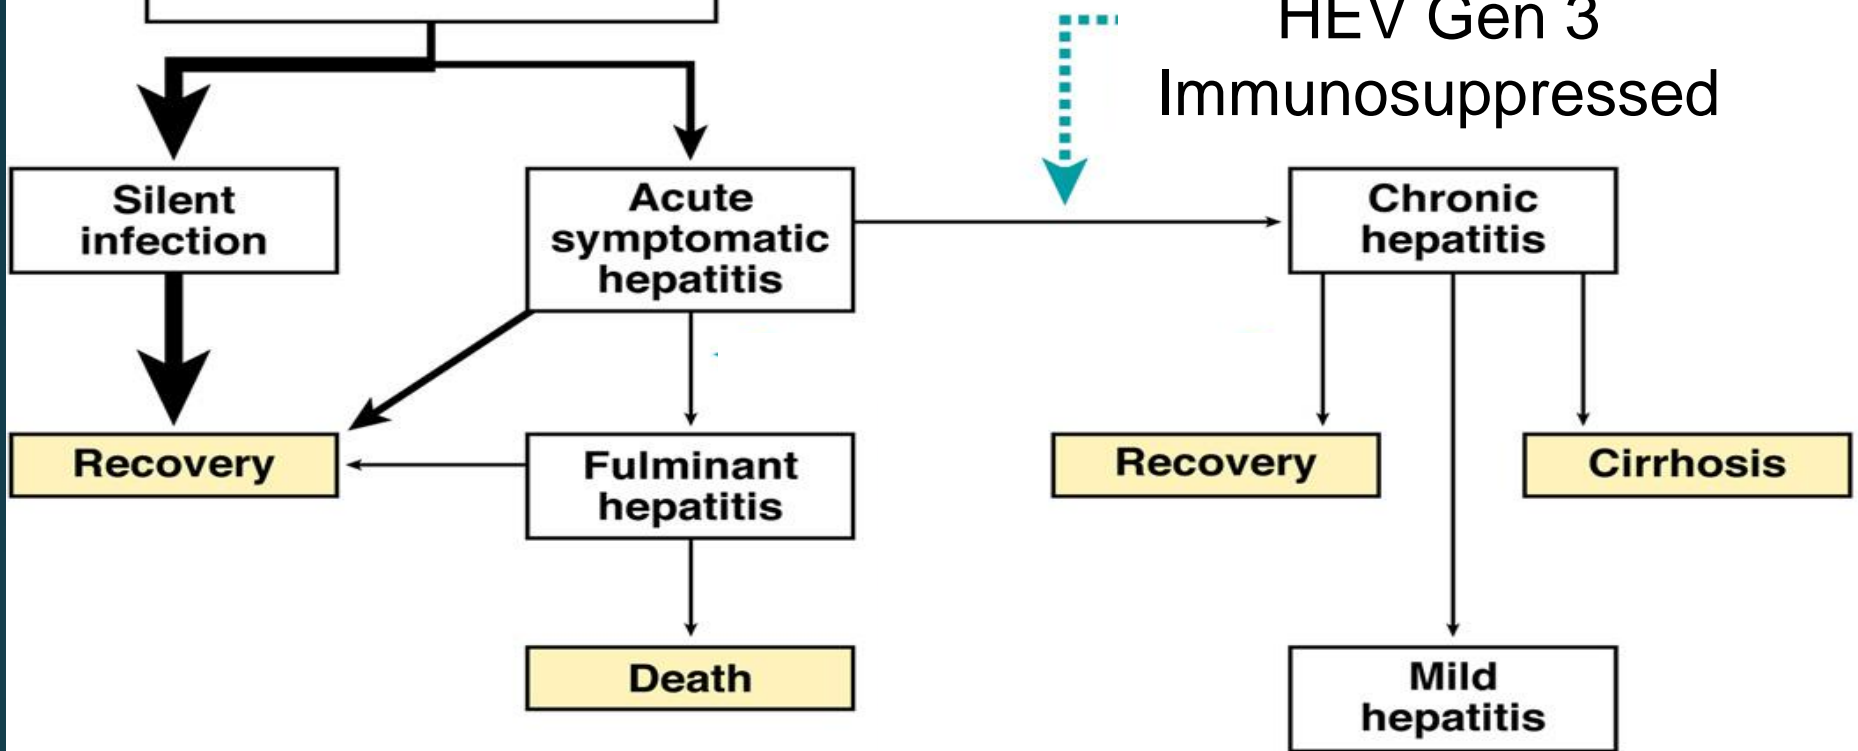 HEV Gen 3
Immunosuppressed
Silent
infection
Acute
symptomatic
hepatitis
Chronic
hepatitis
Recovery
Fulminant
hepatitis
Recovery
Cirrhosis
Death
Mild
hepatitis